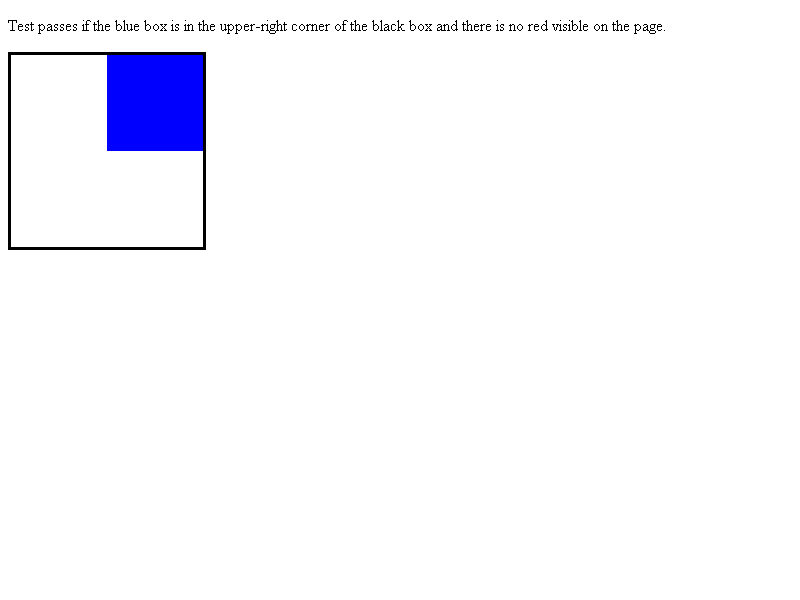 Test passes if the blue box is in the upper-right corner of the black box and there is no red visible on the page.